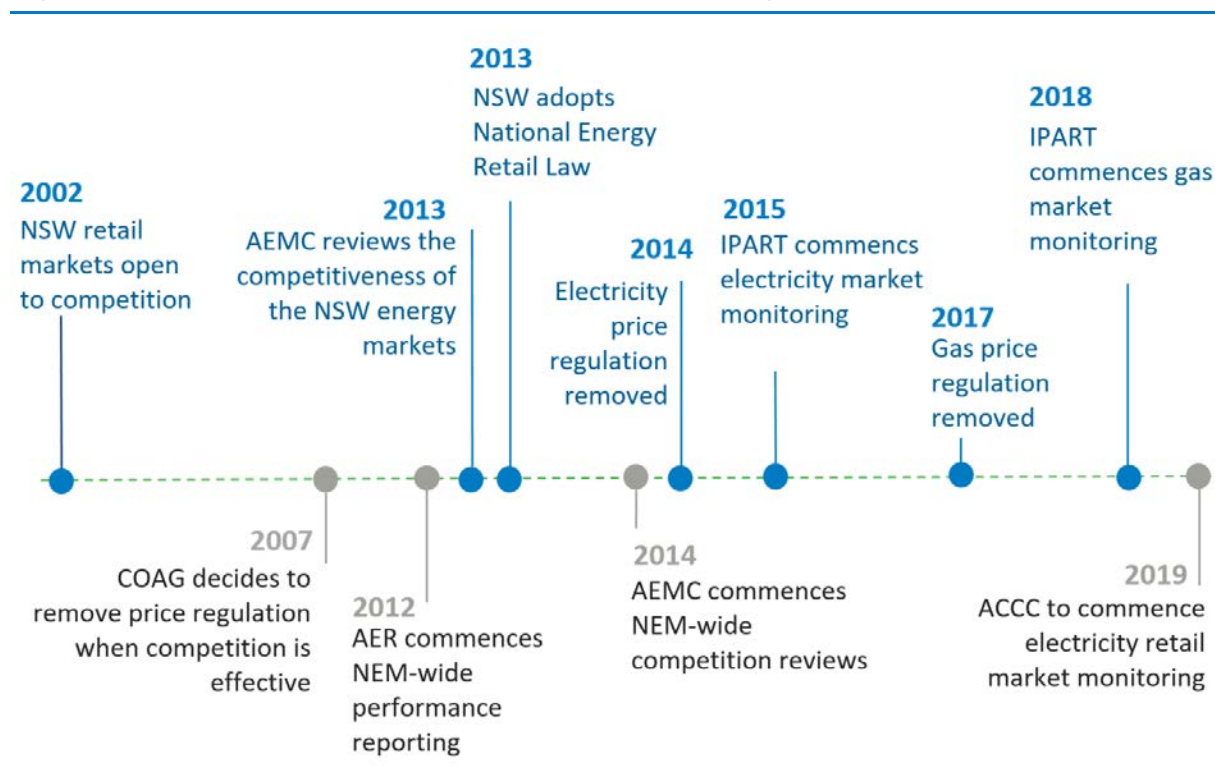 2002
NSW retail
markets open
to competition
2013
AEMC reviews the
competitiveness of
the NSW energy
markets
2013
NSW adopts
National Energy
Retail Law
2014
Electricity
price
regulation
removed
2015
IPART commencs
electricity market
monitoring
2017
Gas price
regulation
removed
2018
IPART
commences gas
market
monitoring
2007
COAG decides to
remove price regulation
when competition is
effective
2012
AER commences
NEM-wide
performance
reporting
2014
AEMC commences
NEM-wide
competition reviews
2019
ACCC to commence
electricity retail
market monitoring